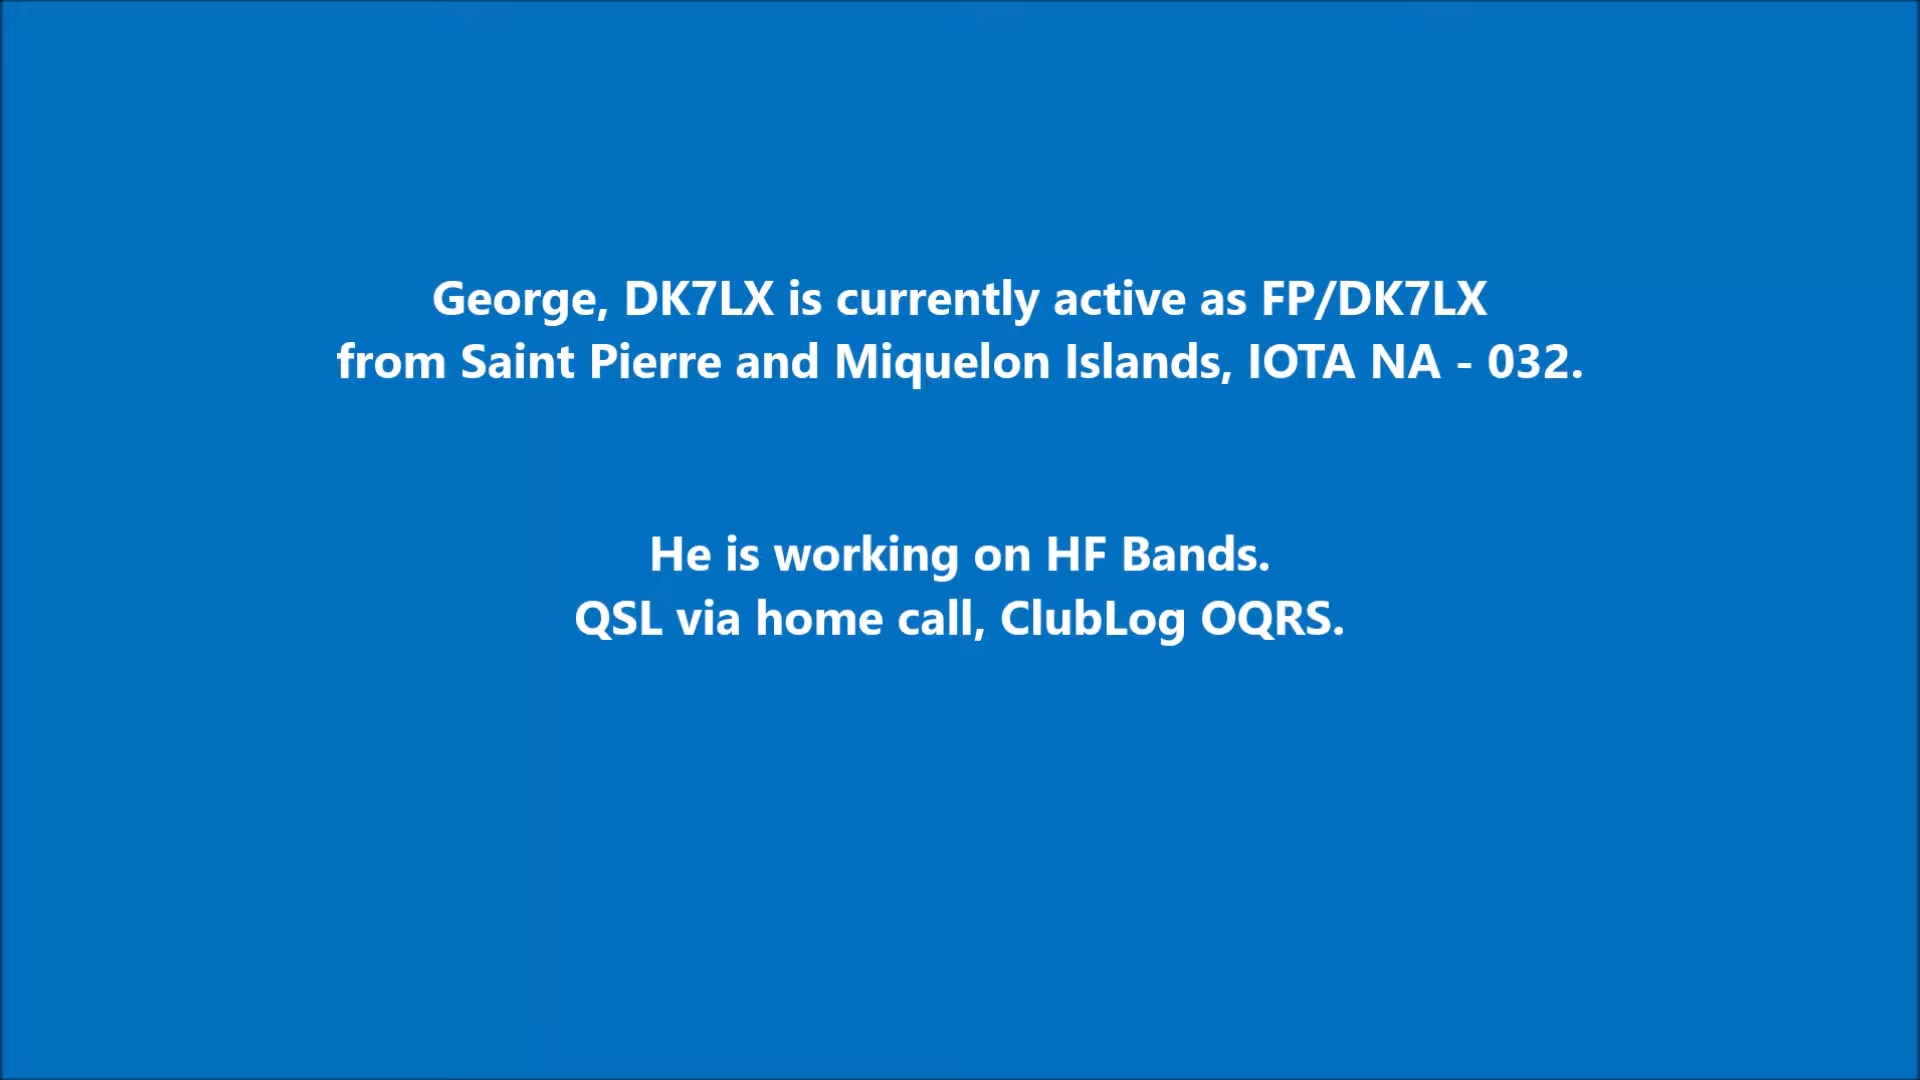 George, DK7LX is currently active as FP/DK7LX
from Saint Pierre and Miquelon Islands, IOTA NA - 032.
He is working on HF Bands.
QSL via home call, ClubLog OQRS.